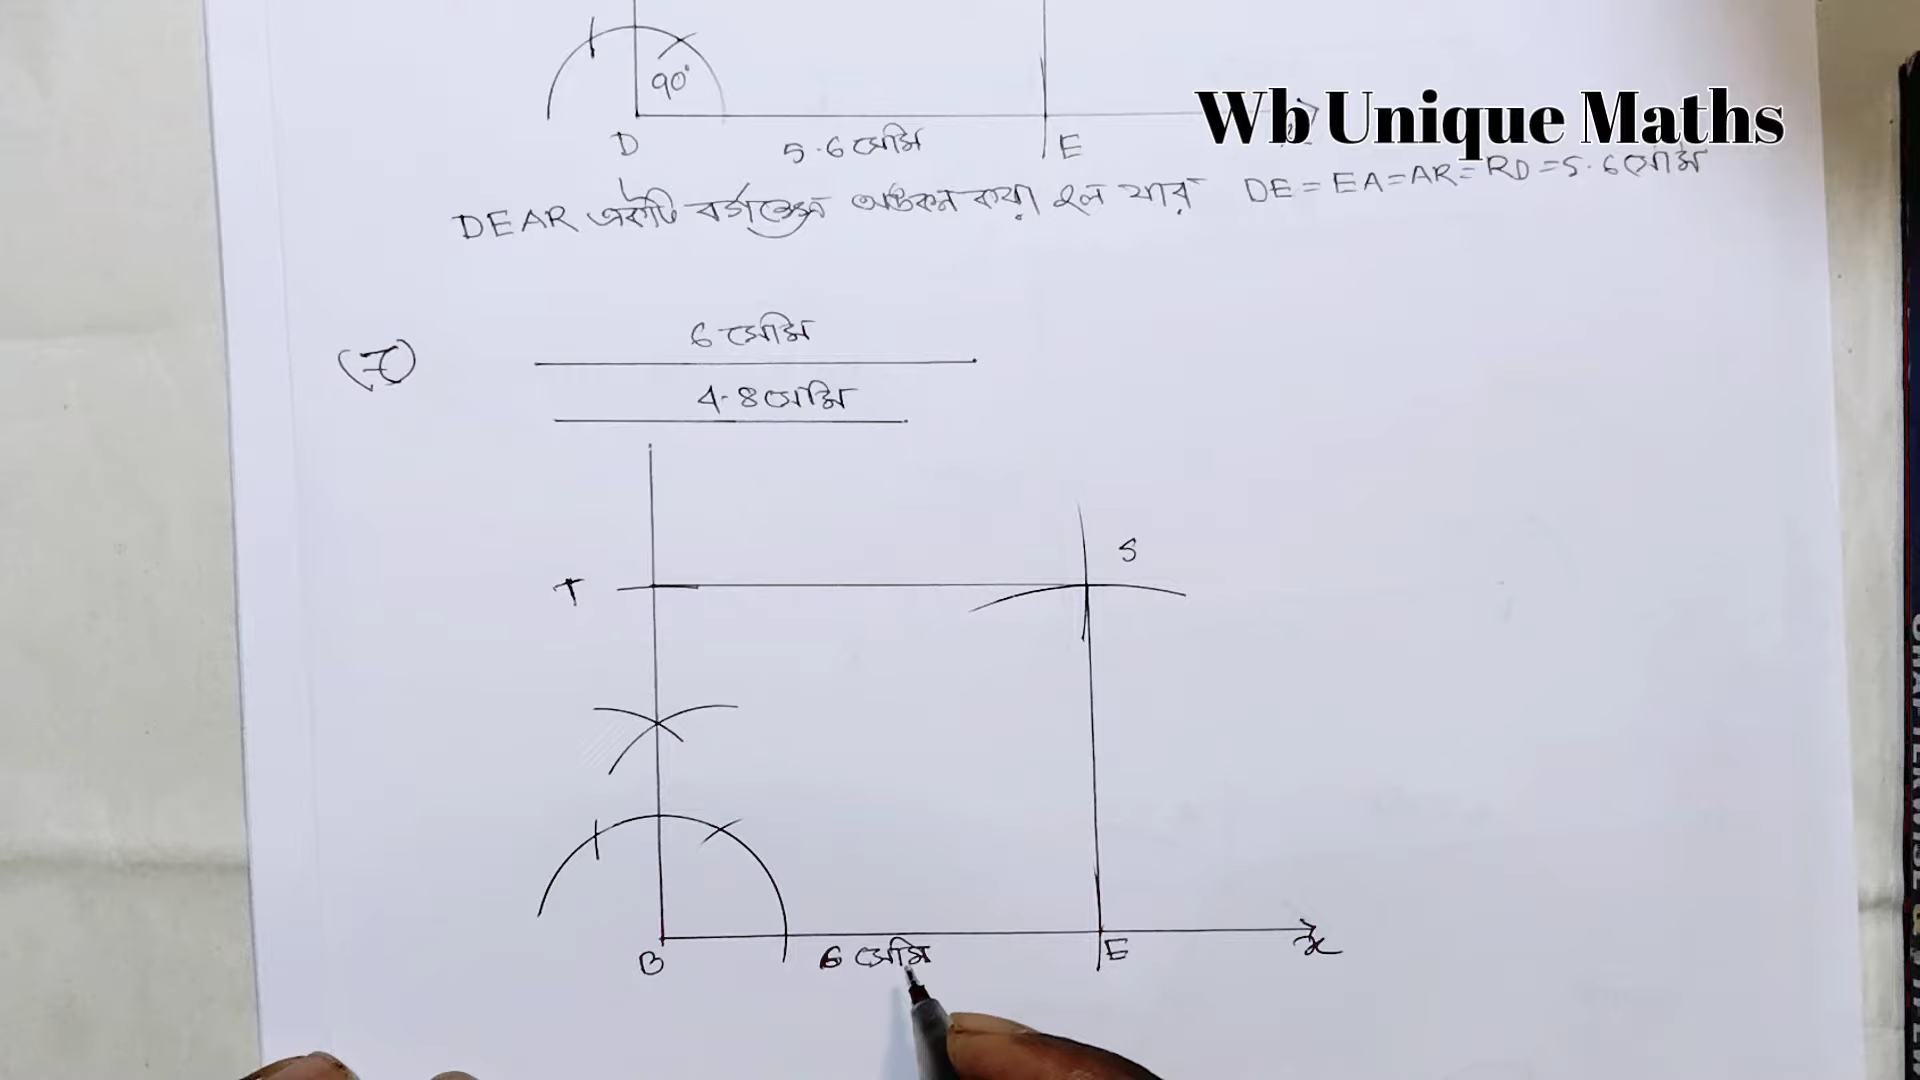 90°
Wb Unique Maths
D
5.6 সেমি
E
DEAR একটি বর্গক্ষেত্র অঙ্কন করা হল যার DE = EA = AR = RD = 5.6 সেমি
6 সেমি
4.8 সেমি
S
T
B
6 সেমি
E
x